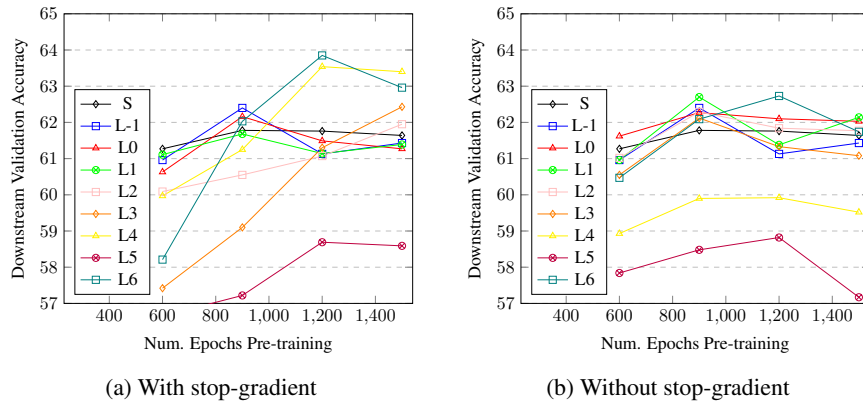 65
64
63
62
61
60
59
58
57
Downstream Validation Accuracy
S
L-1
L0
L1
L2
L3
L4
L5
L6
400 600 800 1,000 1,200 1,400
Num. Epochs Pre-training
(a) With stop-gradient
65
64
63
62
61
60
59
58
57
Downstream Validation Accuracy
S
L-1
L0
L1
L2
L3
L4
L5
L6
400 600 800 1,000 1,200 1,400
Num. Epochs Pre-training
(b) Without stop-gradient